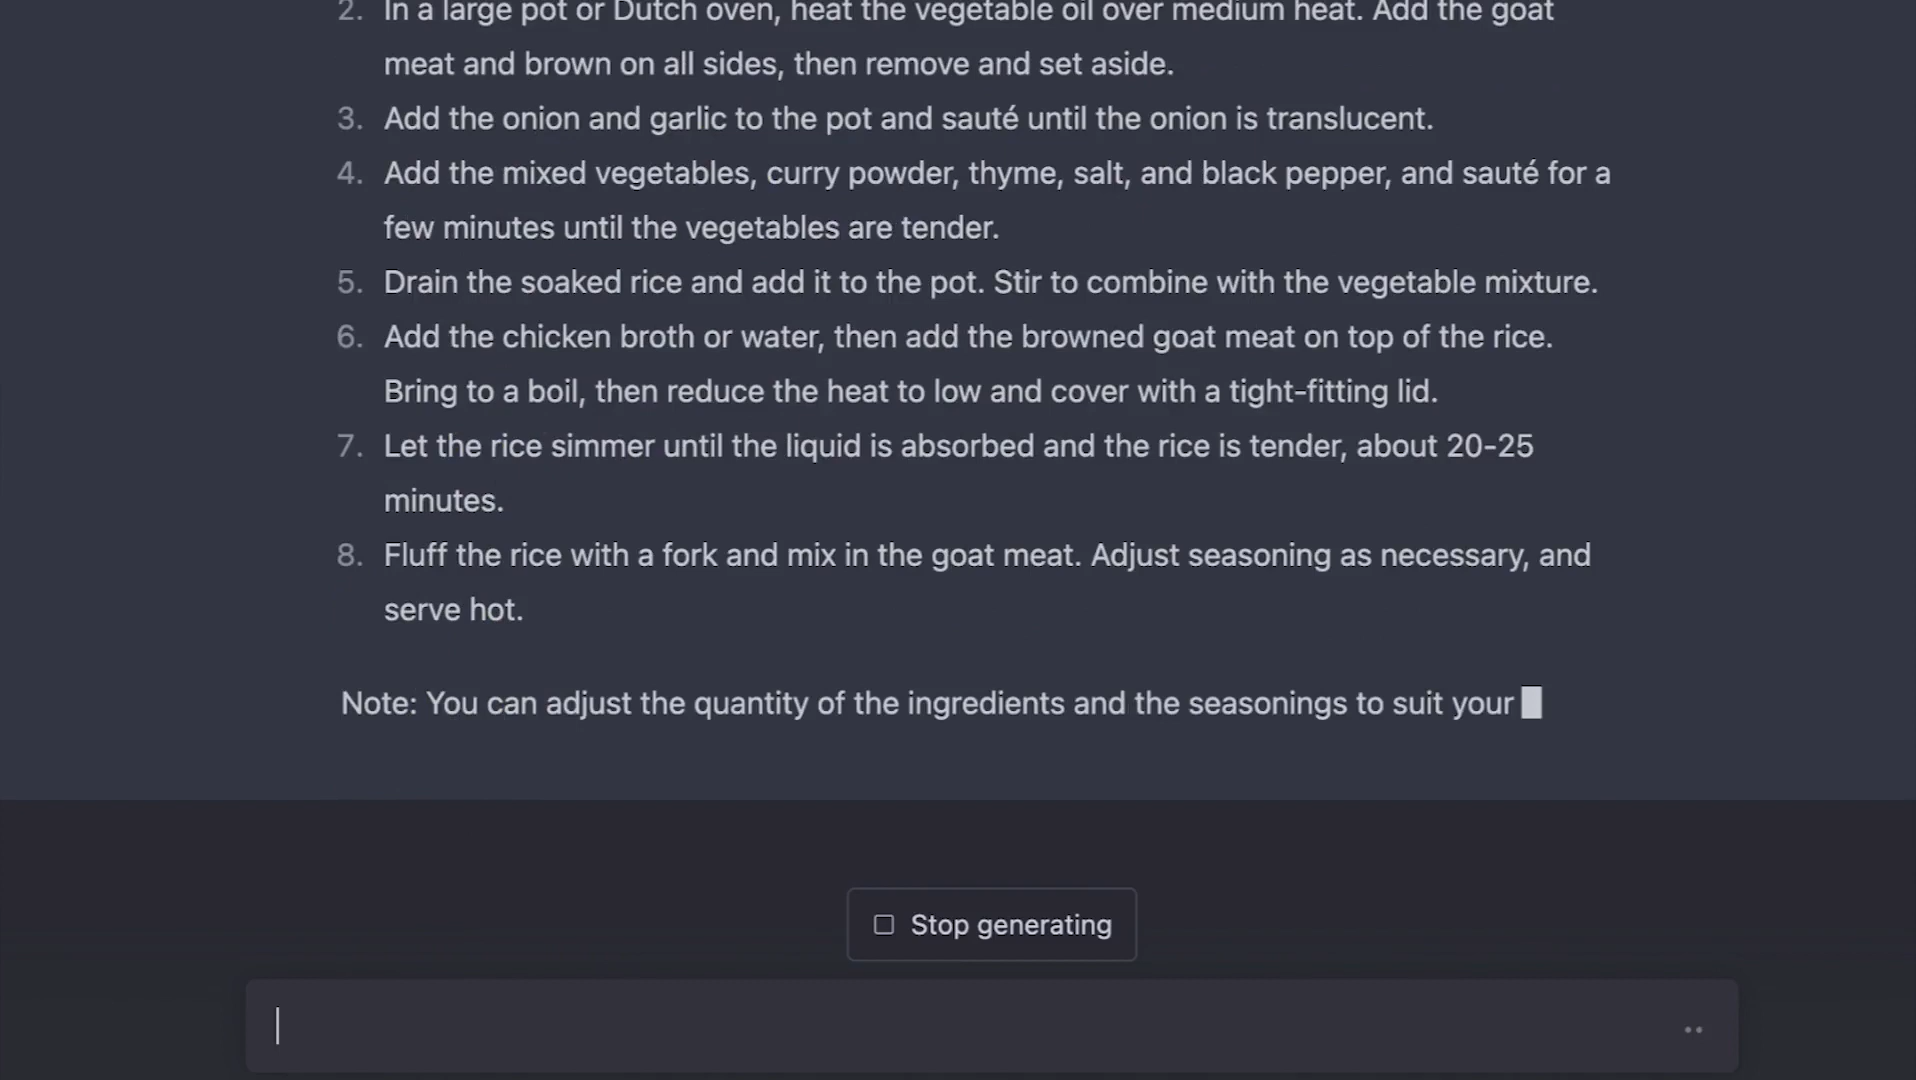 2. In a large pot or Dutch oven, heat the vegetable oil over medium heat. Add the goat
meat and brown on all sides, then remove and set aside.
3. Add the onion and garlic to the pot and sauté until the onion is translucent.
4. Add the mixed vegetables, curry powder, thyme, salt, and black pepper, and sauté for a
few minutes until the vegetables are tender.
5. Drain the soaked rice and add it to the pot. Stir to combine with the vegetable mixture.
6. Add the chicken broth or water, then add the browned goat meat on top of the rice.
Bring to a boil, then reduce the heat to low and cover with a tight-fitting lid.
7. Let the rice simmer until the liquid is absorbed and the rice is tender, about 20-25
minutes.
8. Fluff the rice with a fork and mix in the goat meat. Adjust seasoning as necessary, and
serve hot.
Note: You can adjust the quantity of the ingredients and the seasonings to suit your
Stop generating